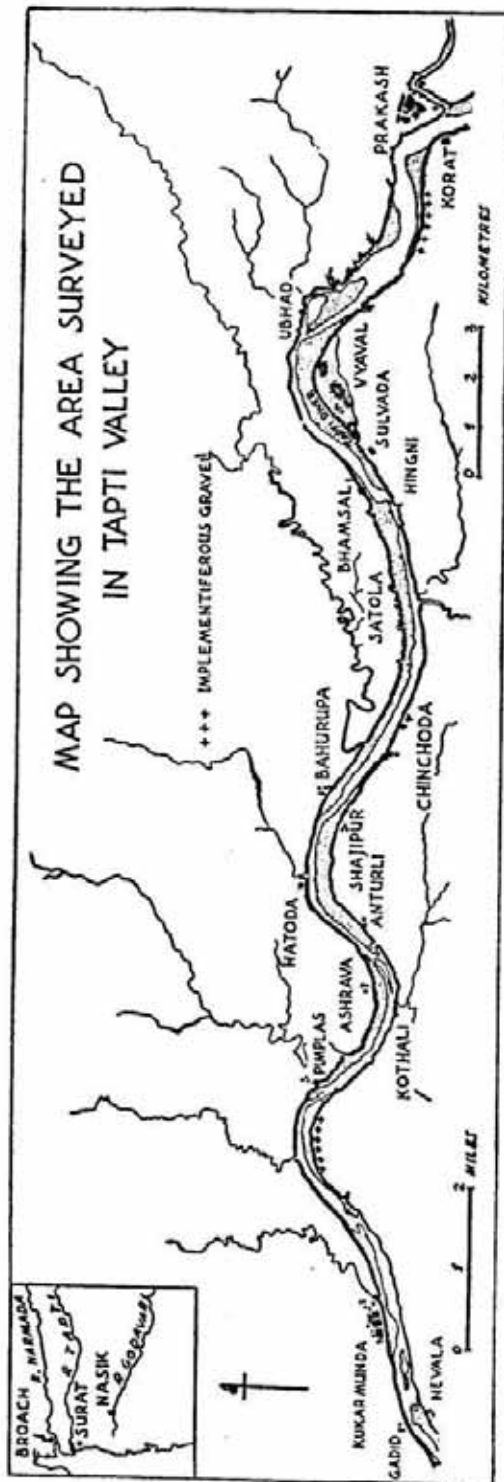 MAP SHOWING THE AREA SURVEYED
IN TAPTI VALLEY
+++ IMPLEMENTIFEROUS GRAVEL
BROACH
R. NARMADA
R TAPTI
SURAT
NASIK
R GODAVARI
KUKARMUNDA
GADID
NEVALA
PIMPLAS
HATODA
ASHRAVA
KOTHALI
ANTURLI
SHAJIPUR
BAHURUPA
CHINCHODA
SATOLA
BHAMSAL
HINGNI
SULVADA
TAPTI RIVER
VYAVAL
UBHAD
PRAKASH
KORAT
0 1 2
MILES
0 1 2 3
KILOMETRES